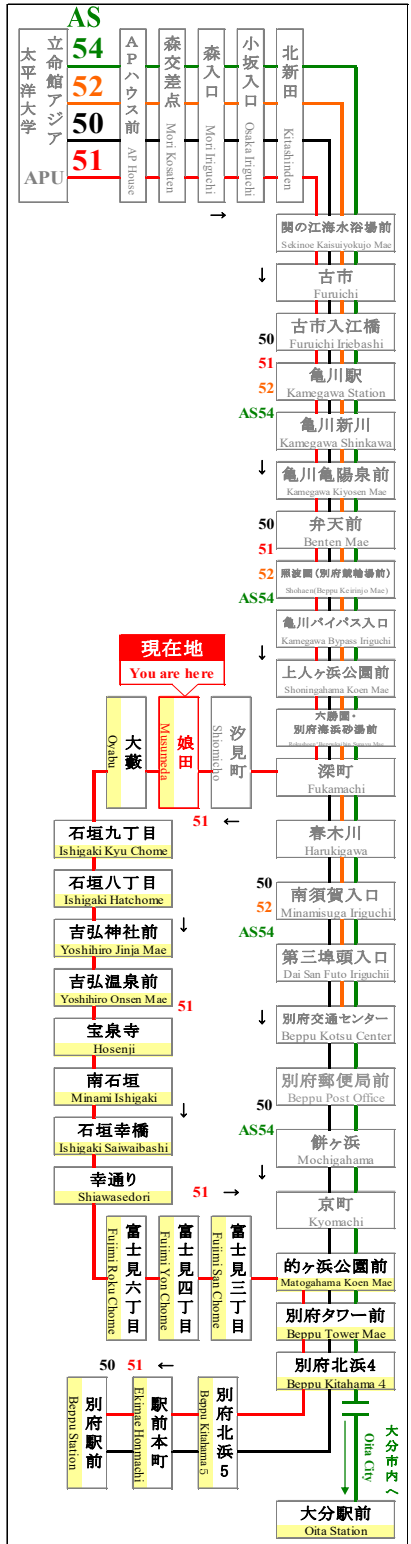 AS
54
52
50
51
立命館アジア
太平洋大学
APU
APハウス前
AP House
森交差点
Mori Kosaten
森入口
Mori Iriguchi
小坂入口
Osaka Iriguchi
北新田
Kitashinden
→
関の江海水浴場前
Sekinoe Kaisuiyokujo Mae
↓
古市
Furuichi
古市入江橋
Furuichi Iriebashi
50
51
52
AS54
亀川駅
Kamegawa Station
亀川新川
Kamegawa Shinkawa
↓
亀川亀陽泉前
Kamegawa Kiyosen Mae
50
51
52
AS54
弁天前
Benten Mae
照波園(別府競輪場前)
Shohaen(Beppu Keirinjo Mae)
亀川バイパス入口
Kamegawa Bypass Iriguchi
↓
上人ヶ浜公園前
Shoningahama Koen Mae
六勝園・
別府海浜砂湯前
深町
Fukamachi
現在地
You are here
汐見町
Shiomicho
娘田
Musumeda
大藪
Oyabu
51 ←
石垣九丁目
Ishigaki Kyu Chome
石垣八丁目
Ishigaki Hatchome
吉弘神社前
Yoshihiro Jinja Mae
↓
吉弘温泉前
Yoshihiro Onsen Mae
51
宝泉寺
Hosenji
南石垣
Minami Ishigaki
↓
石垣幸橋
Ishigaki Saiwaibashi
幸通り
Shiawasedori
51 →
富士見六丁目
Fujimi Roku Chome
富士見四丁目
Fujimi Yon Chome
富士見三丁目
Fujimi San Chome
春木川
Harukigawa
50
52
AS54
南須賀入口
Minamisuga Iriguchi
第三埠頭入口
Dai San Futo Iriguchii
↓
別府交通センター
Beppu Kotsu Center
別府郵便局前
Beppu Post Office
50
AS54
餅ヶ浜
Mochigahama
↓
京町
Kyomachi
的ヶ浜公園前
Matogahama Koen Mae
別府タワー前
Beppu Tower Mae
別府北浜4
Beppu Kitahama 4
50 51 ←
別府北浜5
Beppu Kitahama 5
駅前本町
Ekimae Honmachi
別府駅前
Beppu Station
大分市内へ
Oita City
大分駅前
Oita Station